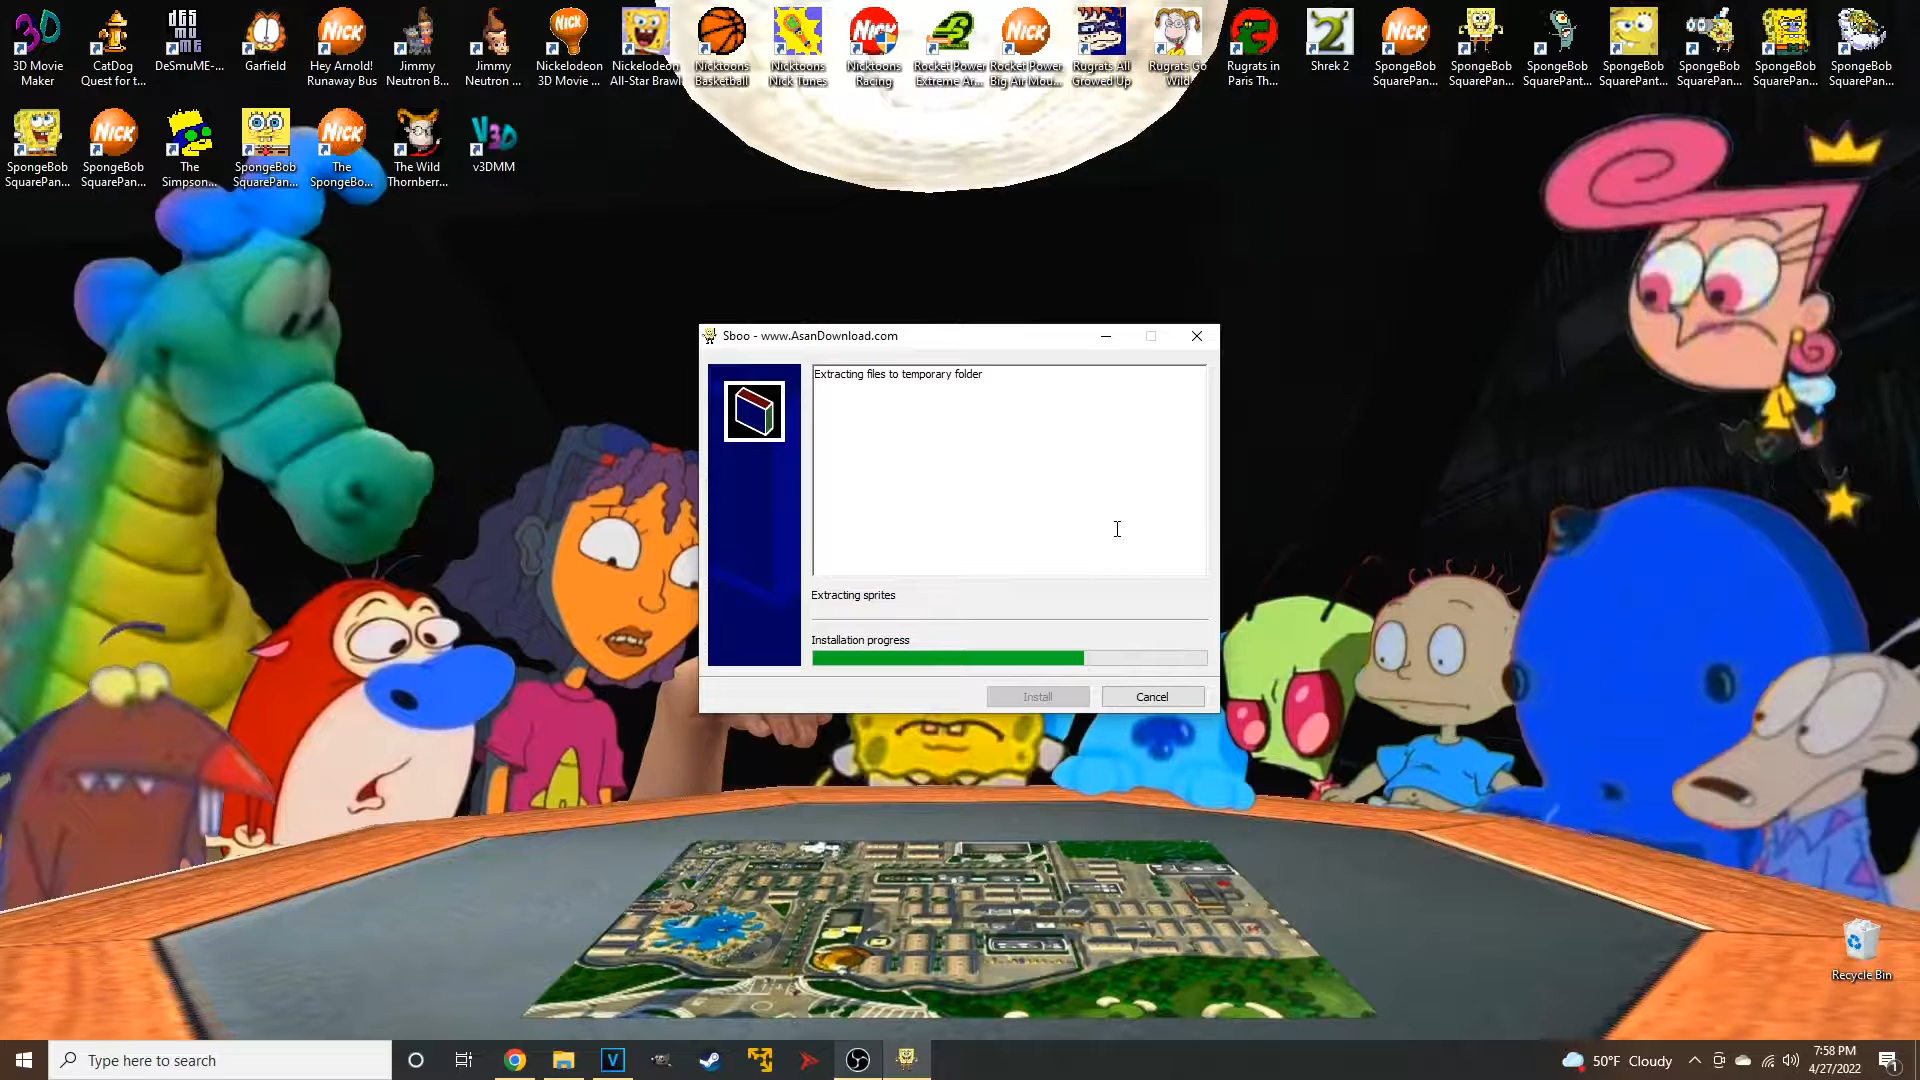 3D Movie Maker
CatDog Quest for t...
DeSmuME-...
Garfield
Hey Arnold! Runaway Bus
Jimmy Neutron B...
Jimmy Neutron ...
Nickelodeon 3D Movie ...
Nickelodeon All-Star Brawl
Nicktoons Basketball
Nicktoons Nick Tunes
Nicktoons Racing
Rocket Power Extreme Ar...
Rocket Power Big Air Mou...
Rugrats All Growed Up
Rugrats Go Wild
Rugrats in Paris Th...
Shrek 2
SpongeBob SquarePan...
SpongeBob SquarePan...
SpongeBob SquarePant...
SpongeBob SquarePant...
SpongeBob SquarePan...
SpongeBob SquarePan...
SpongeBob SquarePan...
SpongeBob SquarePan...
SpongeBob SquarePan...
The Simpson...
SpongeBob SquarePan...
The SpongeBo...
The Wild Thornberr...
v3DMM
Sboo - www.AsanDownload.com
Extracting files to temporary folder
Extracting sprites
Installation progress
Install
Cancel
Recycle Bin
Type here to search
50°F Cloudy
7:58 PM
4/27/2022